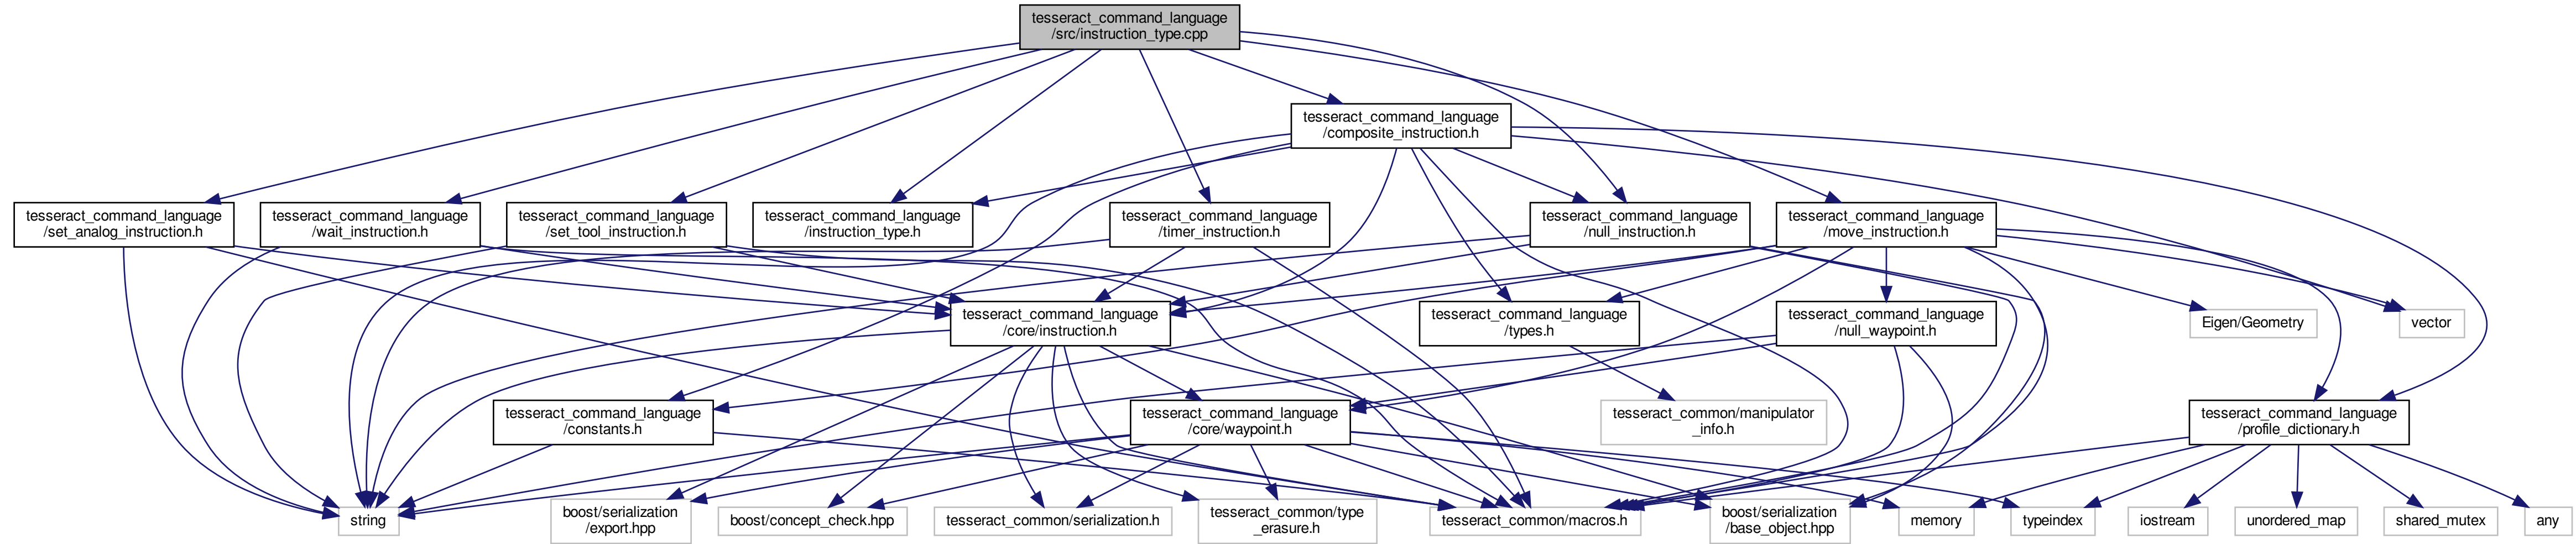 tesseract_command_language
/src/instruction_type.cpp
tesseract_command_language
/composite_instruction.h
tesseract_command_language
/set_analog_instruction.h
tesseract_command_language
/wait_instruction.h
tesseract_command_language
/set_tool_instruction.h
tesseract_command_language
/instruction_type.h
tesseract_command_language
/timer_instruction.h
tesseract_command_language
/null_instruction.h
tesseract_command_language
/move_instruction.h
tesseract_command_language
/core/instruction.h
tesseract_command_language
/types.h
tesseract_command_language
/null_waypoint.h
Eigen/Geometry
vector
tesseract_command_language
/constants.h
tesseract_command_language
/core/waypoint.h
tesseract_common/manipulator
_info.h
tesseract_command_language
/profile_dictionary.h
string
boost/serialization
/export.hpp
boost/concept_check.hpp
tesseract_common/serialization.h
tesseract_common/type
_erasure.h
tesseract_common/macros.h
boost/serialization
/base_object.hpp
memory
typeindex
iostream
unordered_map
shared_mutex
any